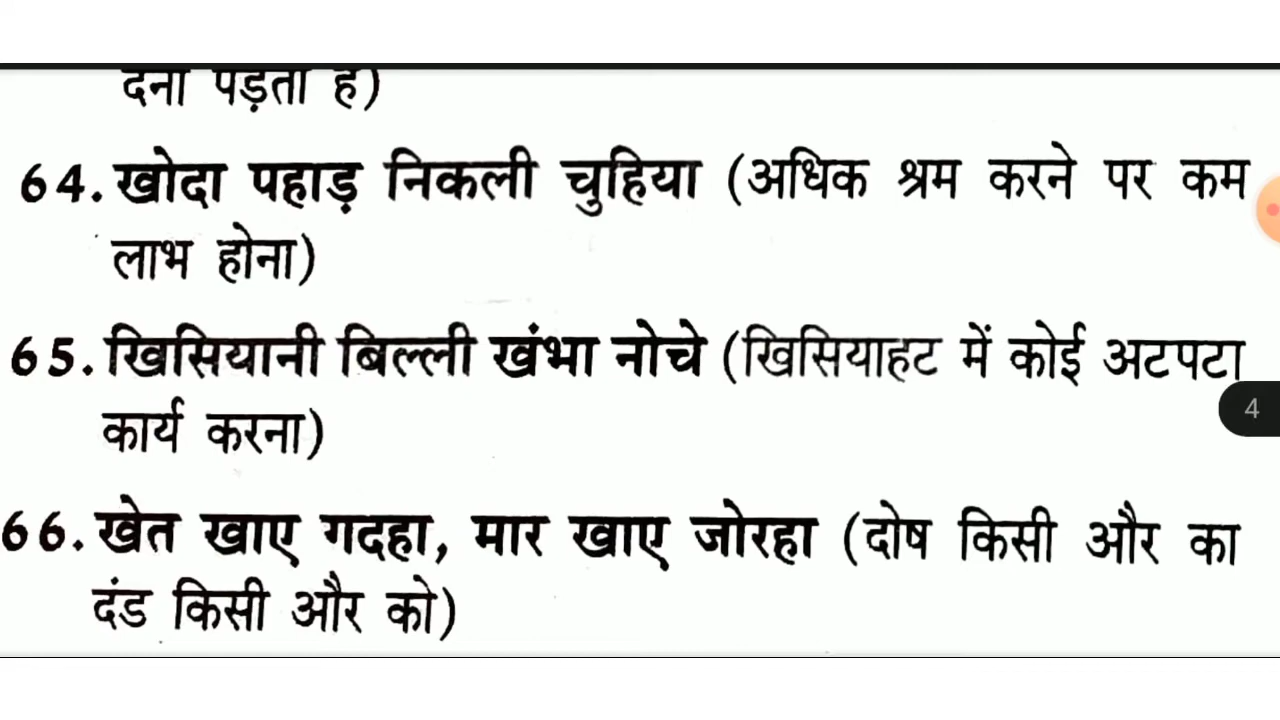 देना पड़ता है)
64. खोदा पहाड़ निकली चुहिया (अधिक श्रम करने पर कम
लाभ होना)
65. खिसियानी बिल्ली खंभा नोचे (खिसियाहट में कोई अटपटा
कार्य करना)
4
66. खेत खाए गदहा, मार खाए जोरहा (दोष किसी और का
दंड किसी और को)